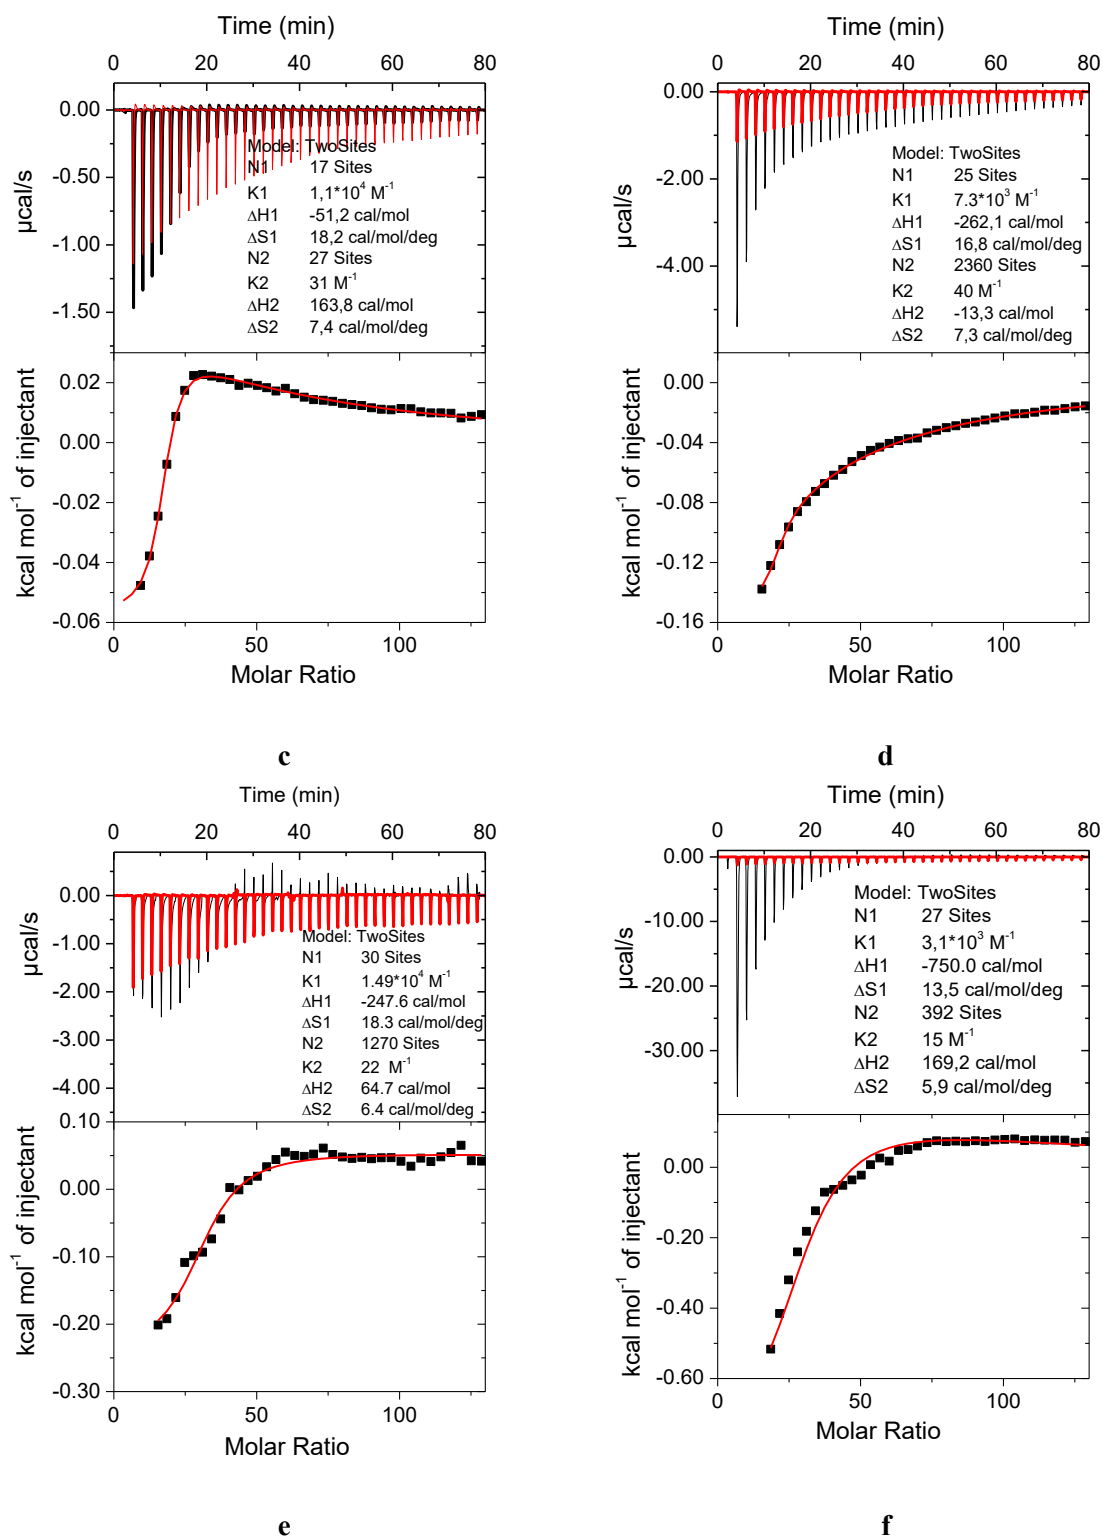 Time (min)
0 20 40 60 80
0.00
-0.50
-1.00
-1.50
µcal/s
Model: TwoSites
N1 17 Sites
K1 1,1*10⁴ M⁻¹
ΔH1 -51,2 cal/mol
ΔS1 18,2 cal/mol/deg
N2 27 Sites
K2 31 M⁻¹
ΔH2 163,8 cal/mol
ΔS2 7,4 cal/mol/deg
0.02
0.00
-0.02
-0.04
-0.06
kcal mol⁻¹ of injectant
0 50 100
Molar Ratio
c
Time (min)
0 20 40 60 80
0.00
-2.00
-4.00
µcal/s
Model: TwoSites
N1 25 Sites
K1 7.3*10³ M⁻¹
ΔH1 -262,1 cal/mol
ΔS1 16,8 cal/mol/deg
N2 2360 Sites
K2 40 M⁻¹
ΔH2 -13,3 cal/mol
ΔS2 7,3 cal/mol/deg
0.00
-0.04
-0.08
-0.12
-0.16
kcal mol⁻¹ of injectant
0 50 100
Molar Ratio
d
Time (min)
0 20 40 60 80
0.00
-1.00
-2.00
-3.00
-4.00
µcal/s
Model: TwoSites
N1 30 Sites
K1 1.49*10⁴ M⁻¹
ΔH1 -247.6 cal/mol
ΔS1 18.3 cal/mol/deg
N2 1270 Sites
K2 22 M⁻¹
ΔH2 64.7 cal/mol
ΔS2 6.4 cal/mol/deg
0.10
0.00
-0.10
-0.20
-0.30
kcal mol⁻¹ of injectant
0 50 100
Molar Ratio
e
Time (min)
0 20 40 60 80
0.00
-10.00
-20.00
-30.00
µcal/s
Model: TwoSites
N1 27 Sites
K1 3,1*10³ M⁻¹
ΔH1 -750.0 cal/mol
ΔS1 13,5 cal/mol/deg
N2 392 Sites
K2 15 M⁻¹
ΔH2 169,2 cal/mol
ΔS2 5,9 cal/mol/deg
0.00
-0.20
-0.40
-0.60
kcal mol⁻¹ of injectant
0 50 100
Molar Ratio
f